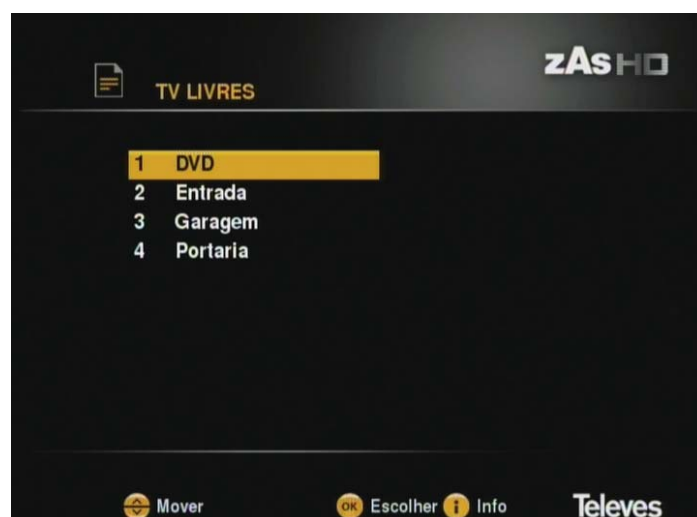 zAs HD
TV LIVRES
1 DVD
2 Entrada
3 Garagem
4 Portaria
Mover OK Escolher i Info Televes